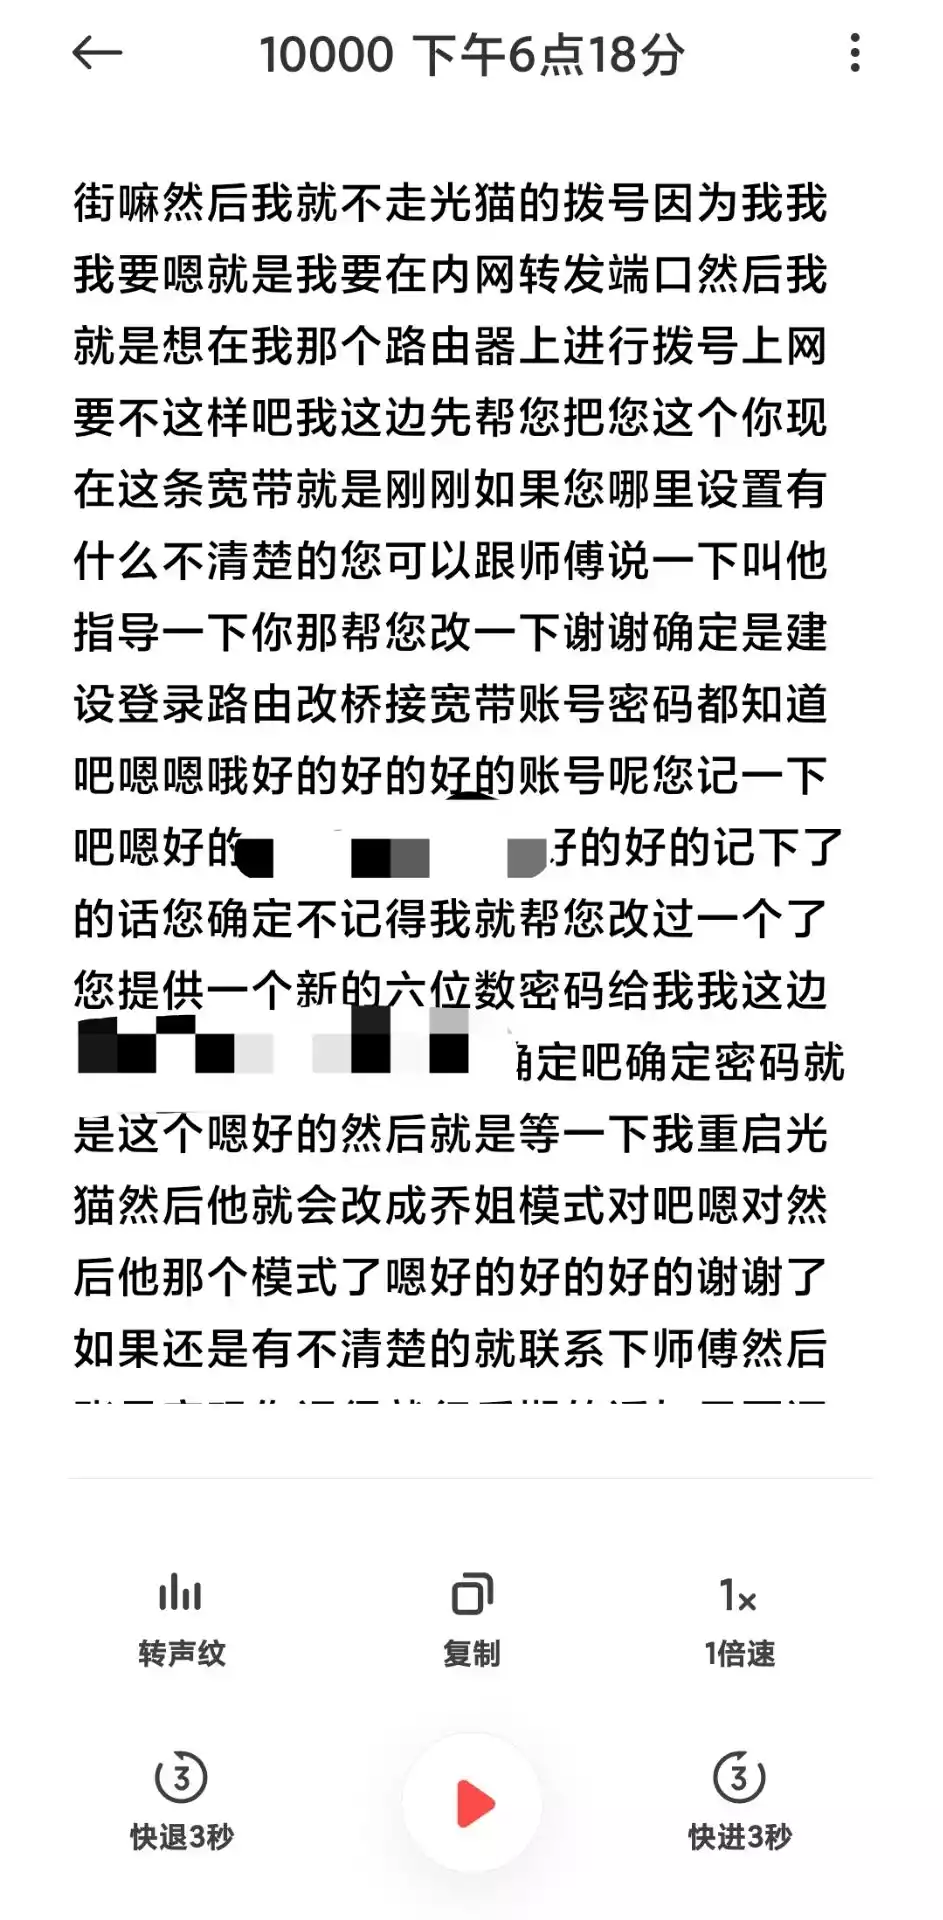 10000 下午6点18分
街嘛然后我就不走光猫的拨号因为我我
我要嗯就是我要在内网转发端口然后我
就是想在我那个路由器上进行拨号上网
要不这样吧我这边先帮您把您这个你现
在这条宽带就是刚刚如果您哪里设置有
什么不清楚的您可以跟师傅说一下叫他
指导一下你那帮您改一下谢谢确定是建
设登录路由改桥接宽带账号密码都知道
吧嗯嗯哦好的好的好的账号呢您记一下
吧嗯好的 好的好的记下了
的话您确定不记得我就帮您改过一个了
您提供一个新的六位数密码给我我这边
确定吧确定密码就
是这个嗯好的然后就是等一下我重启光
猫然后他就会改成乔姐模式对吧嗯对然
后他那个模式了嗯好的好的好的谢谢了
如果还是有不清楚的就联系下师傅然后
转声纹
复制
1×
1倍速
3
快退3秒
3
快进3秒